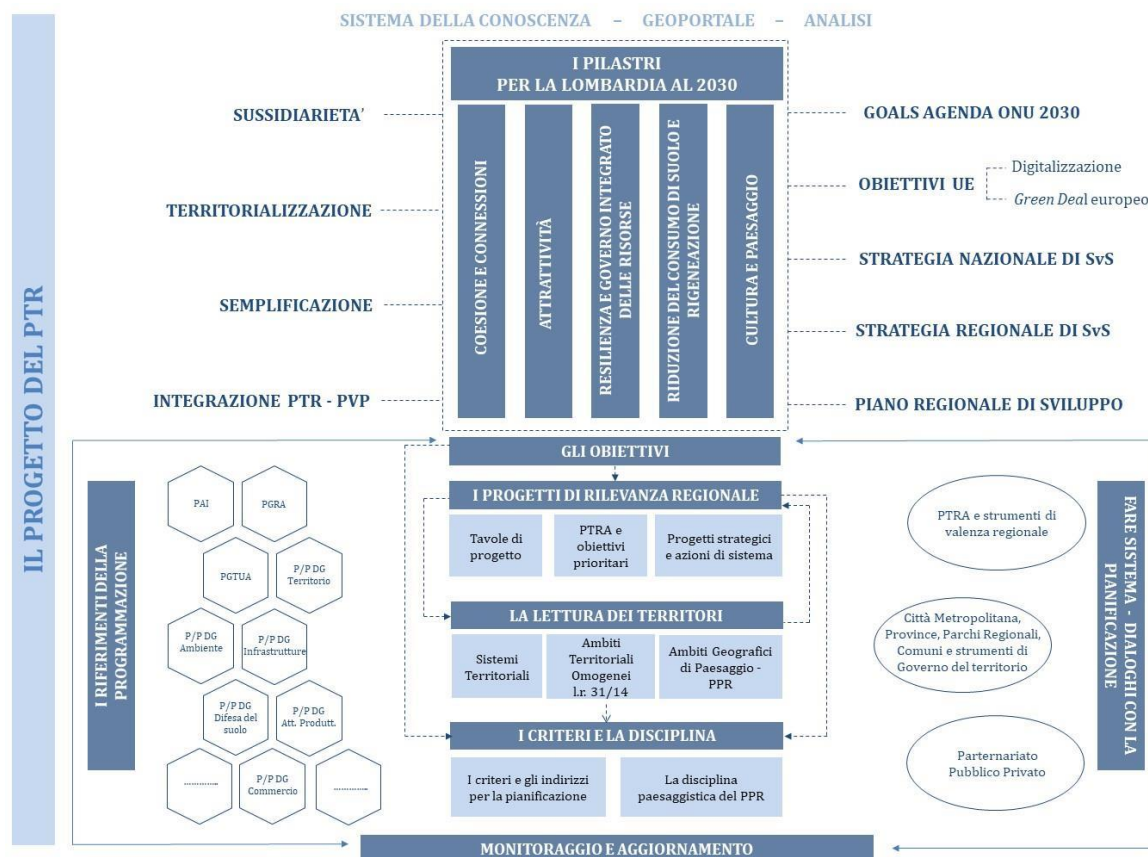 SISTEMA DELLA CONOSCENZA – GEOPORTALE – ANALISI
IL PROGETTO DEL PTR
I PILASTRI
PER LA LOMBARDIA AL 2030
COESIONE E CONNESSIONI
ATTRATTIVITÀ
RESILIENZA E GOVERNO INTEGRATO
DELLE RISORSE
RIDUZIONE DEL CONSUMO DI SUOLO E
RIGENEAZIONE
CULTURA E PAESAGGIO
SUSSIDIARIETA'
TERRITORIALIZZAZIONE
SEMPLIFICAZIONE
INTEGRAZIONE PTR - PVP
GOALS AGENDA ONU 2030
OBIETTIVI UE
Digitalizzazione
Green Deal europeo
STRATEGIA NAZIONALE DI SvS
STRATEGIA REGIONALE DI SvS
PIANO REGIONALE DI SVILUPPO
GLI OBIETTIVI
I PROGETTI DI RILEVANZA REGIONALE
Tavole di
progetto
PTRA e
obiettivi
prioritari
Progetti strategici
e azioni di sistema
LA LETTURA DEI TERRITORI
Sistemi
Territoriali
Ambiti
Territoriali
Omogenei
l.r. 31/14
Ambiti Geografici
di Paesaggio -
PPR
I CRITERI E LA DISCIPLINA
I criteri e gli indirizzi
per la pianificazione
La disciplina
paesaggistica del PPR
MONITORAGGIO E AGGIORNAMENTO
I RIFERIMENTI DELLA
PROGRAMMAZIONE
PAI
PGRA
PGTUA
P/P DG
Territorio
P/P DG
Ambiente
P/P DG
Infrastrutture
P/P DG
Difesa del
suolo
P/P DG
Att. Produtt.
..............
P/P DG
Commercio
..............
PTRA e strumenti di
valenza regionale
Città Metropolitana,
Province, Parchi Regionali,
Comuni e strumenti di
Governo del territorio
Parternariato
Pubblico Privato
FARE SISTEMA - DIALOGHI CON LA
PIANIFICAZIONE